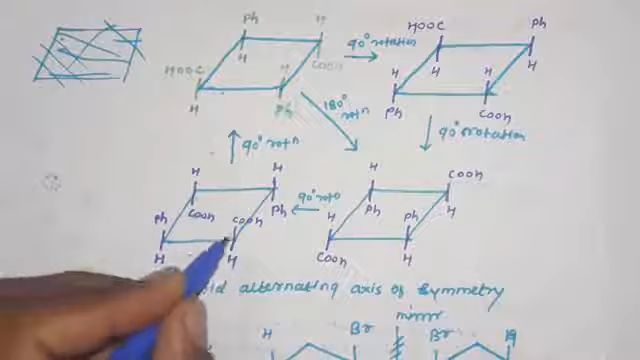 Ph H HOOC Ph
90° rotation
H H COOH H H
HOOC H
H Ph Ph COOH
180° rotn
90° rotn 90° rotation
H H H COOH
90° rotn
COOH COOH Ph H Ph Ph H
Ph
H H COOH H
alternating axis of symmetry
mirror
H Br Br H